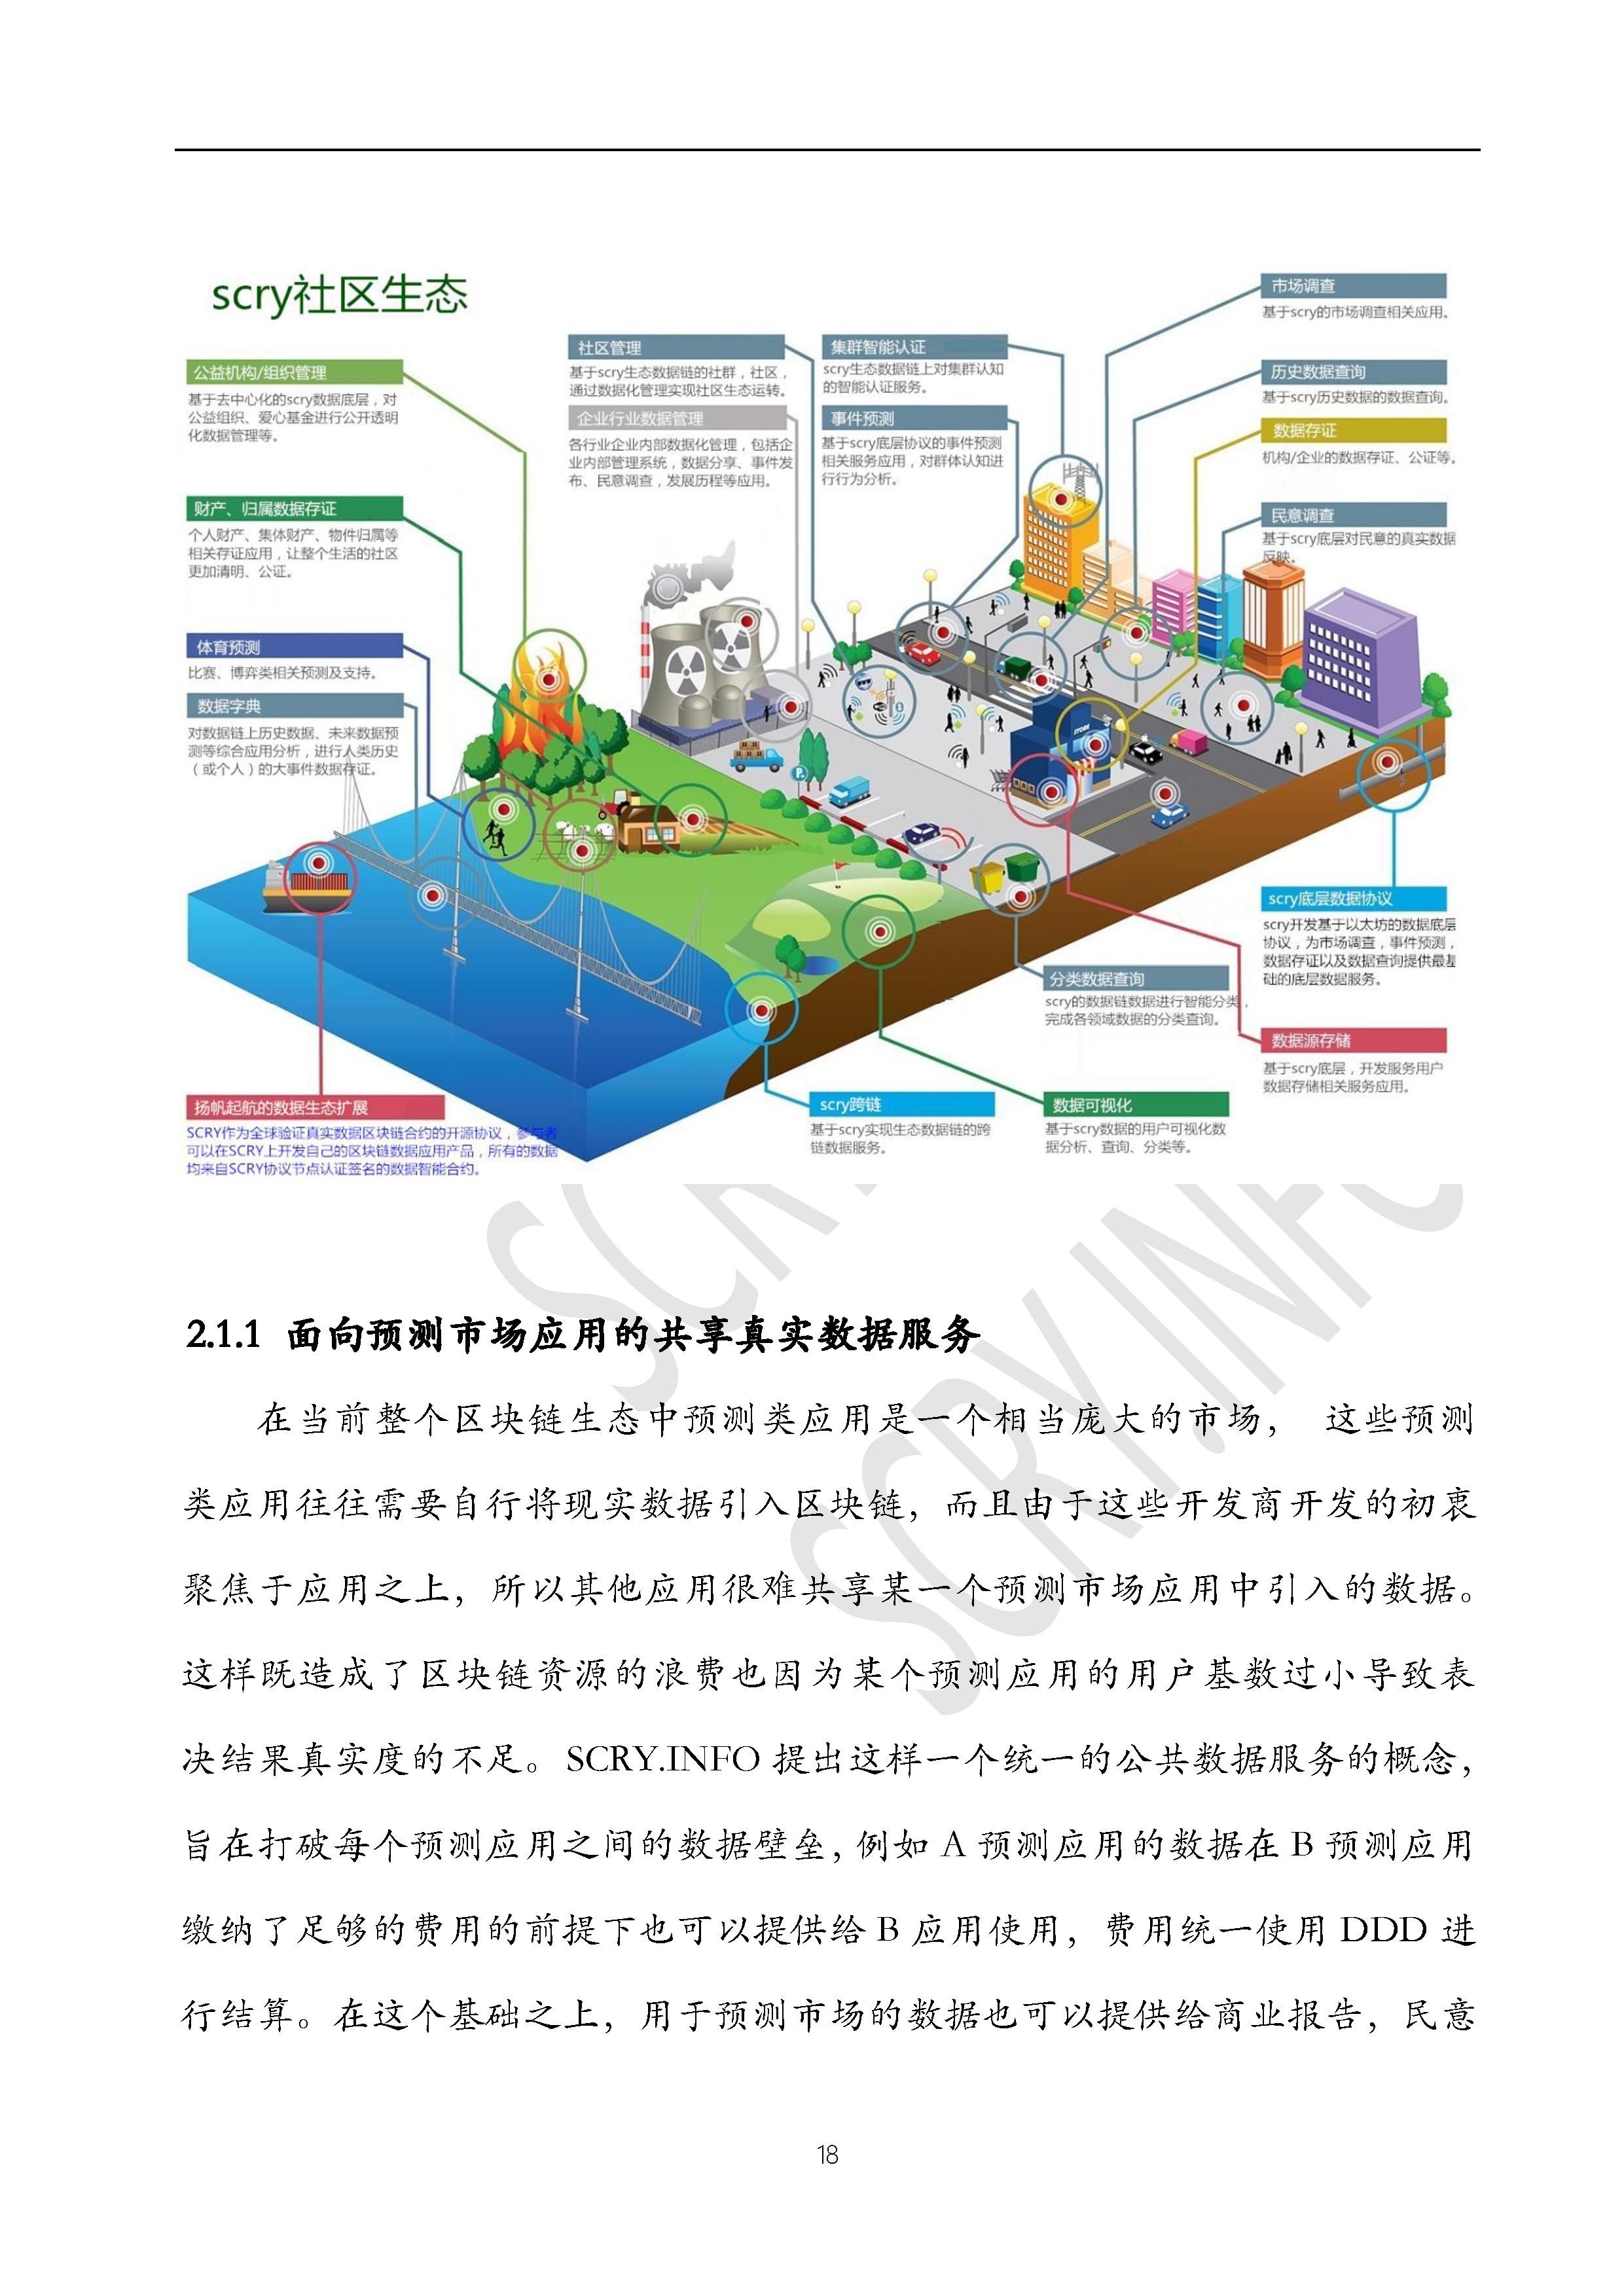 scry社区生态
公益机构/组织管理
基于去中心化的scry数据底层，对
公益组织、爱心基金进行公开透明
化数据管理等。
财产、归属数据存证
个人财产、集体财产、物件归属等
相关存证应用，让整个生活的社区
更加清明、公证。
体育预测
比赛、博弈类相关预测及支持。
数据字典
对数据链上历史数据、未来数据预
测等综合应用分析，进行人类历史
（或个人）的大事件数据存证。
社区管理
基于scry生态数据链的社群，社区，
通过数据化管理实现社区生态运转。
企业行业数据管理
各行业企业内部数据化管理，包括企
业内部管理系统，数据分享、事件发
布、民意调查，发展历程等应用。
集群智能认证
scry生态数据链上对集群认知
的智能认证服务。
事件预测
基于scry底层协议的事件预测
相关服务应用，对群体认知进
行行为分析。
市场调查
基于scry的市场调查相关应用。
历史数据查询
基于scry历史数据的数据查询。
数据存证
机构/企业的数据存证、公证等。
民意调查
基于scry底层对民意的真实数据
反映。
STORE
P
scry底层数据协议
scry开发基于以太坊的数据底层
协议，为市场调查，事件预测，
数据存证以及数据查询提供最基
础的底层数据服务。
分类数据查询
scry的数据链数据进行智能分类，
完成各领域数据的分类查询。
数据源存储
基于scry底层，开发服务用户
数据存储相关服务应用。
扬帆起航的数据生态扩展
SCRY作为全球验证真实数据区块链合约的开源协议，参与者
可以在SCRY上开发自己的区块链数据应用产品，所有的数据
均来自SCRY协议节点认证签名的数据智能合约。
scry跨链
基于scry实现生态数据链的跨
链数据服务。
数据可视化
基于scry数据的用户可视化数
据分析、查询、分类等。
SCRY.INFO
2.1.1 面向预测市场应用的共享真实数据服务
在当前整个区块链生态中预测类应用是一个相当庞大的市场， 这些预测
类应用往往需要自行将现实数据引入区块链，而且由于这些开发商开发的初衷
聚焦于应用之上，所以其他应用很难共享某一个预测市场应用中引入的数据。
这样既造成了区块链资源的浪费也因为某个预测应用的用户基数过小导致表
决结果真实度的不足。SCRY.INFO 提出这样一个统一的公共数据服务的概念，
旨在打破每个预测应用之间的数据壁垒，例如 A 预测应用的数据在 B 预测应用
缴纳了足够的费用的前提下也可以提供给 B 应用使用，费用统一使用 DDD 进
行结算。在这个基础之上，用于预测市场的数据也可以提供给商业报告，民意
18